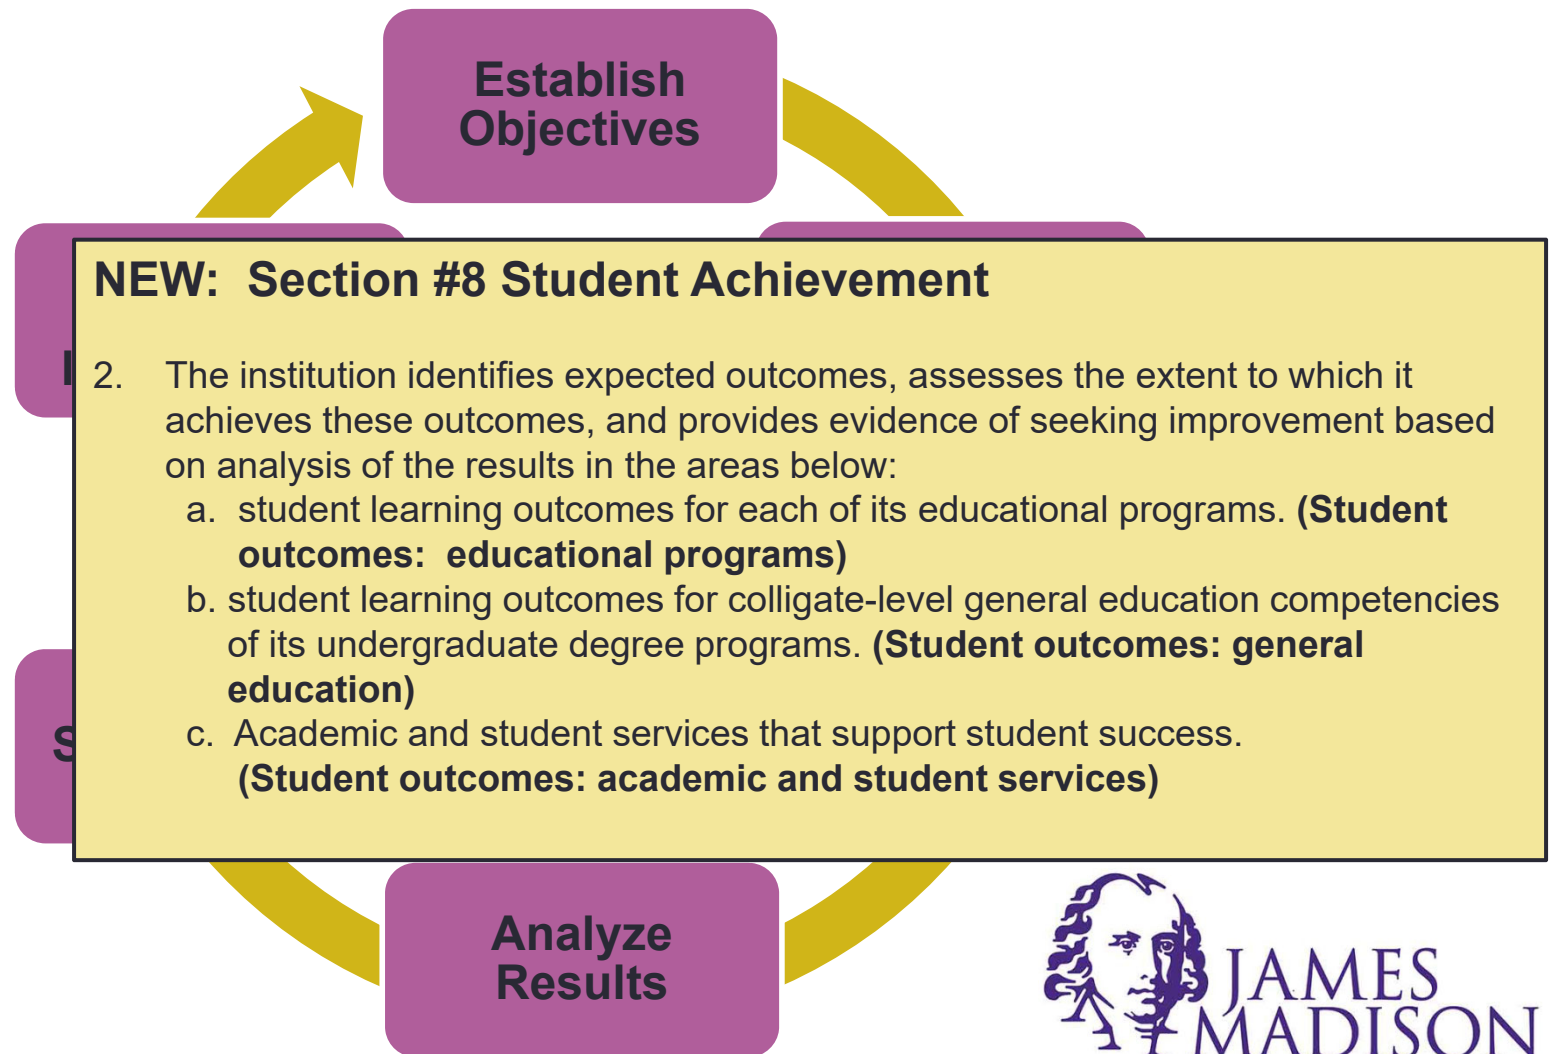 Establish
Objectives
NEW: Section #8 Student Achievement
2. The institution identifies expected outcomes, assesses the extent to which it
achieves these outcomes, and provides evidence of seeking improvement based
on analysis of the results in the areas below:
a. student learning outcomes for each of its educational programs. (Student
outcomes: educational programs)
b. student learning outcomes for colligate-level general education competencies
of its undergraduate degree programs. (Student outcomes: general
education)
c. Academic and student services that support student success.
(Student outcomes: academic and student services)
S
Analyze
Results
JAMES
MADISON